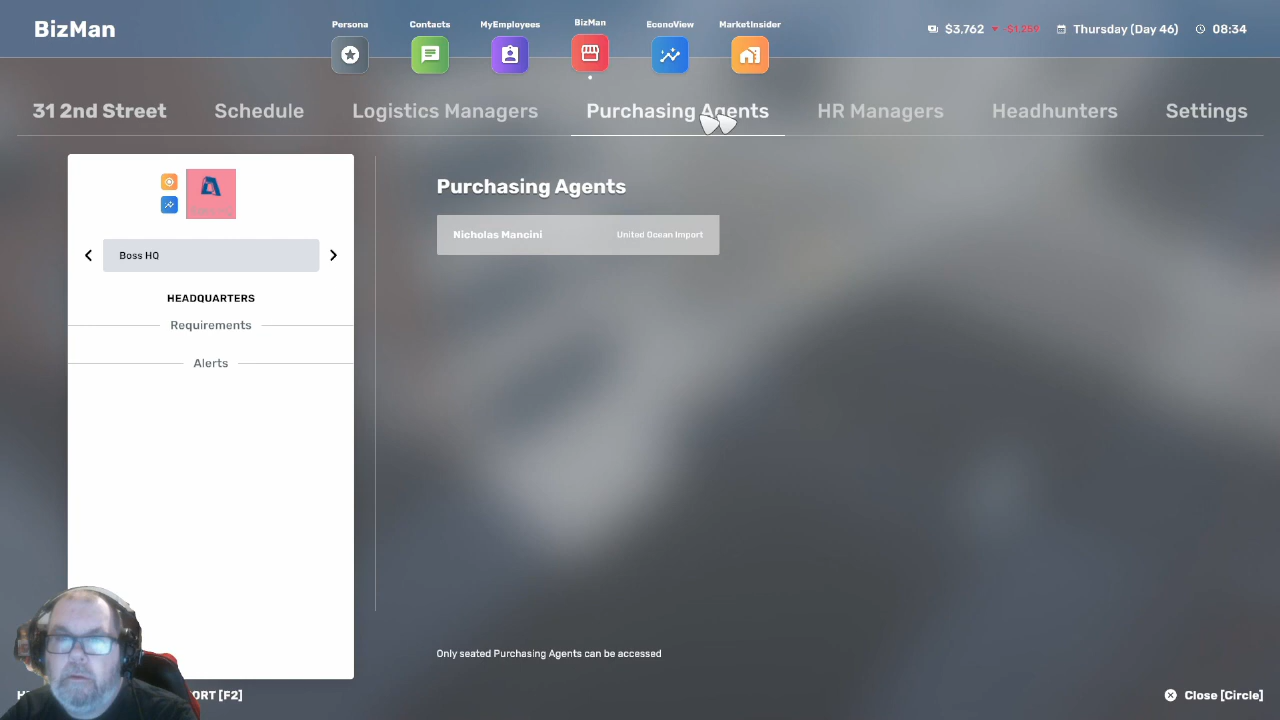 BizMan
Persona
Contacts
MyEmployees
BizMan
EconoView
MarketInsider
$3.762 $1.259
Thursday (Day 46)
08:34
31 2nd Street
Schedule
Logistics Managers
Purchasing Agents
HR Managers
Headhunters
Settings
Boss HQ
HEADQUARTERS
Requirements
Alerts
Purchasing Agents
Nicholas Mancini United Ocean Import
Only seated Purchasing Agents can be accessed
ORT [F2]
Close [Circle]